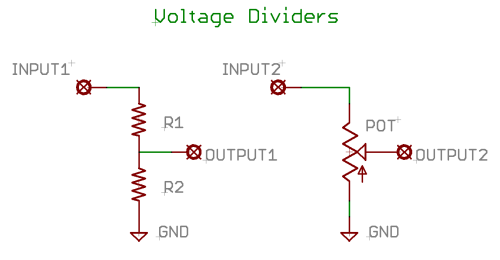 Voltage Dividers
INPUT1
INPUT2
R1
POT
OUTPUT1
OUTPUT2
R2
GND
GND